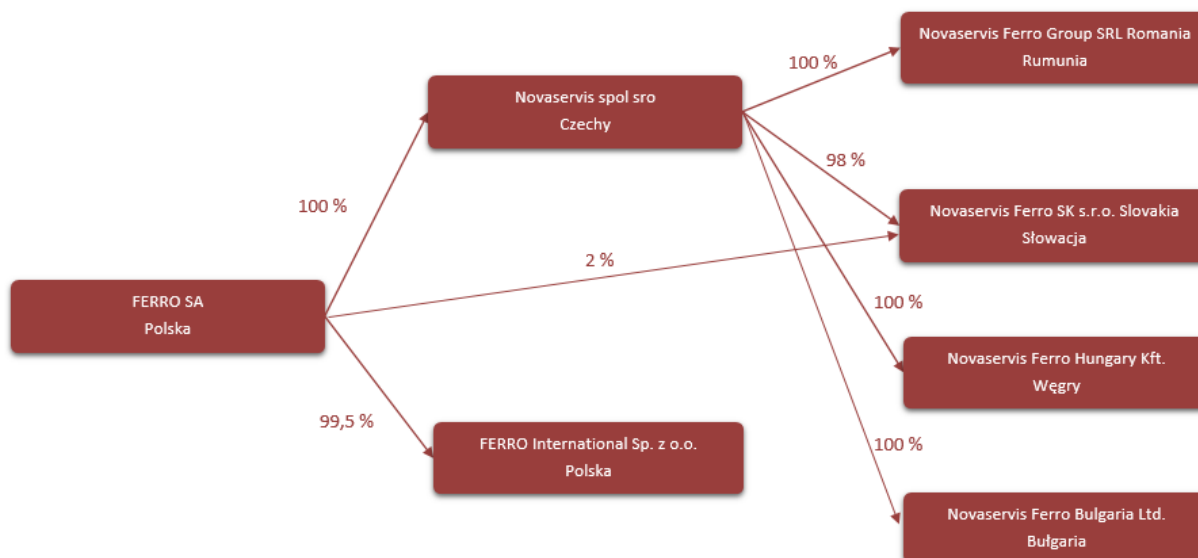 Novaservis Ferro Group SRL Romania
Rumunia
100 %
Novaservis spol sro
Czechy
98 %
100 %
Novaservis Ferro SK s.r.o. Slovakia
Słowacja
2 %
FERRO SA
Polska
100 %
Novaservis Ferro Hungary Kft.
Węgry
99,5 %
FERRO International Sp. z o.o.
Polska
100 %
Novaservis Ferro Bulgaria Ltd.
Bułgaria